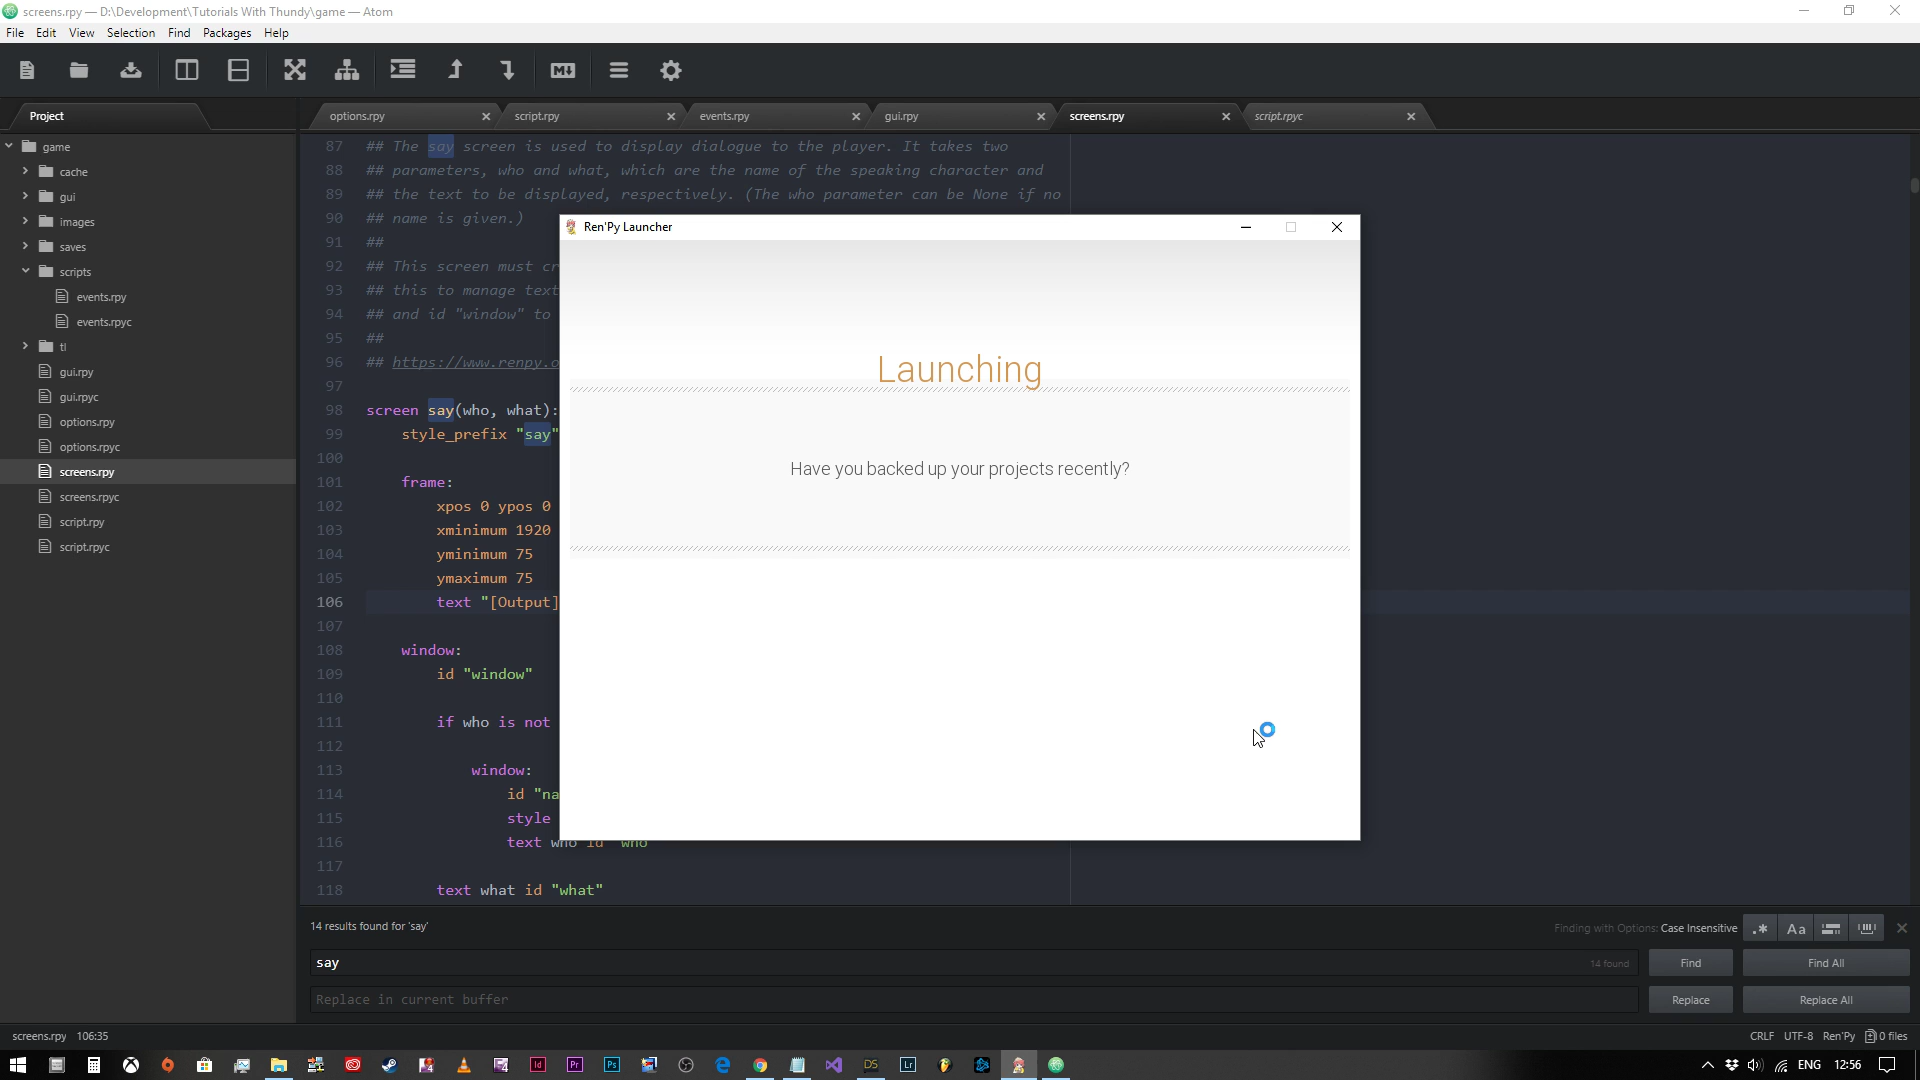 screens.rpy — D:\Development\Tutorials With Thundy\game — Atom
File Edit View Selection Find Packages Help
Project
options.rpy
script.rpy
events.rpy
gui.rpy
screens.rpy
script.rpyc
game
cache
gui
images
saves
scripts
events.rpy
events.rpyc
tl
gui.rpy
gui.rpyc
options.rpy
options.rpyc
screens.rpy
screens.rpyc
script.rpy
script.rpyc
87 ## The say screen is used to display dialogue to the player. It takes two
88 ## parameters, who and what, which are the name of the speaking character and
89 ## the text to be displayed, respectively. (The who parameter can be None if no
90 ## name is given.)
91 ##
92 ## This screen must cr
93 ## this to manage text
94 ## and id "window" to
95 ##
96 ## https://www.renpy.o
97
98 screen say(who, what):
99 style_prefix "say"
100
101 frame:
102 xpos 0 ypos 0
103 xminimum 1920
104 yminimum 75
105 ymaximum 75
106 text "[Output]
107
108 window:
109 id "window"
110
111 if who is not
112
113 window:
114 id "na
115 style
116 text who id "who
117
118 text what id "what"
Ren'Py Launcher
Launching
Have you backed up your projects recently?
14 results found for 'say'
Finding with Options: Case Insensitive
.* Aa
say
14 found
Find
Find All
Replace in current buffer
Replace
Replace All
screens.rpy 106:35
CRLF UTF-8 Ren'Py 0 files
Id Pr Ps DS Lr
ENG 12:56